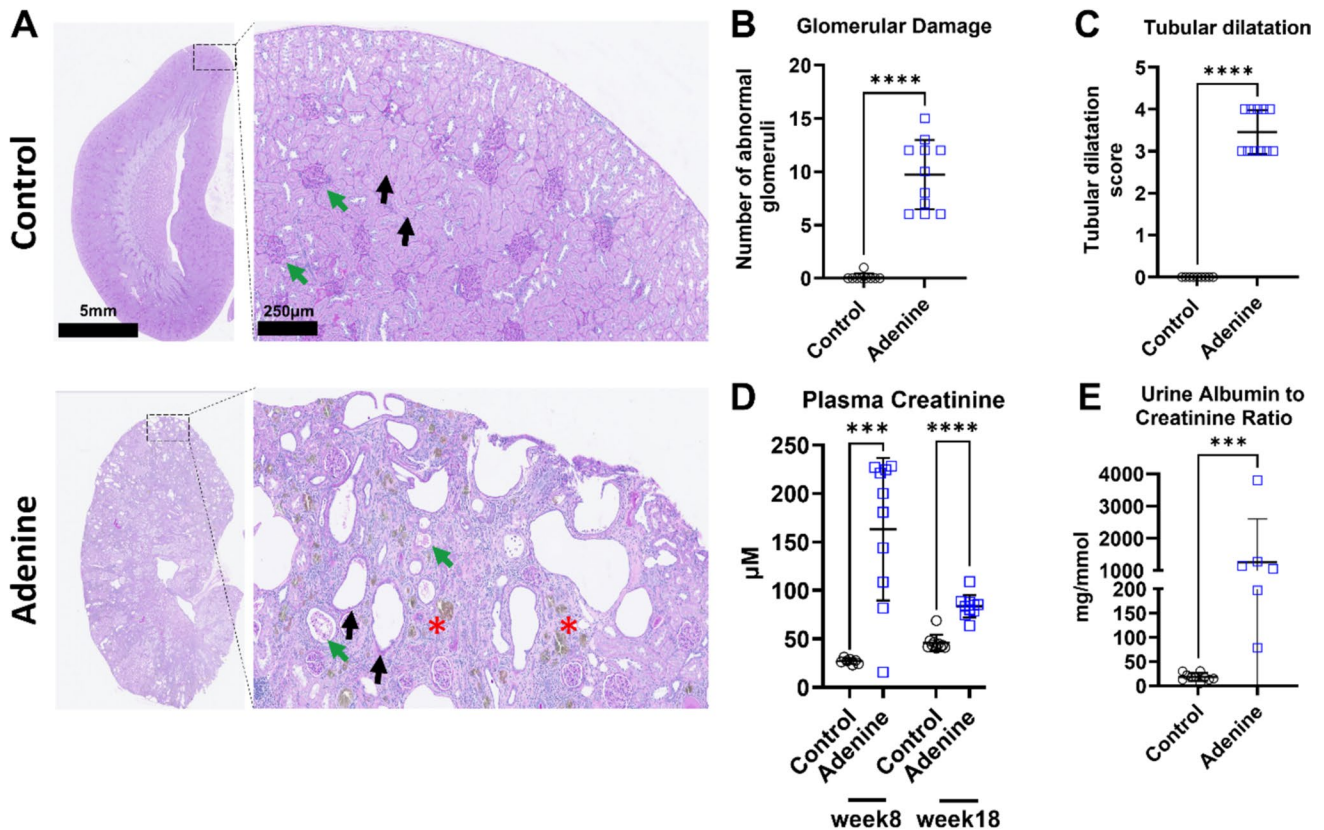 A
Control
5mm
250µm
Adenine
*
*
B
Glomerular Damage
Number of abnormal
glomeruli
20
15
10
5
0
****
Control
Adenine
C
Tubular dilatation
Tubular dilatation
score
5
4
3
2
1
0
****
Control
Adenine
D
Plasma Creatinine
µM
250
200
150
100
50
0
***
****
Control
Adenine
Control
Adenine
week8
week18
E
Urine Albumin to
Creatinine Ratio
mg/mmol
4000
3000
2000
1000
200
150
100
50
0
***
Control
Adenine